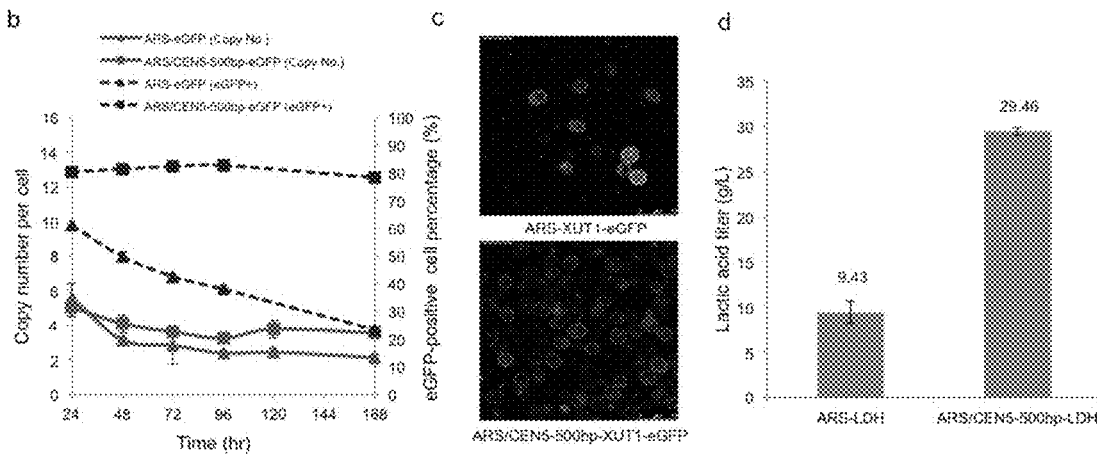 b
ARS-eGFP (Copy No.)
ARS/CEN5-500bp-eGFP (Copy No.)
ARS-eGFP (eGFP+)
ARS/CEN5-500bp-eGFP (eGFP+)
16
14
12
10
8
6
4
2
0
Copy number per cell
100
90
80
70
60
50
40
30
20
10
0
eGFP-positive cell percentage (%)
24 48 72 96 120 144 168
Time (hr)
c
ARS-XUT1-eGFP
ARS/CEN5-500bp-XUT1-eGFP
d
35
30
25
20
15
10
5
0
Lactic acid titer (g/L)
9.43
29.46
ARS-LDH
ARS/CEN5-500bp-LDH